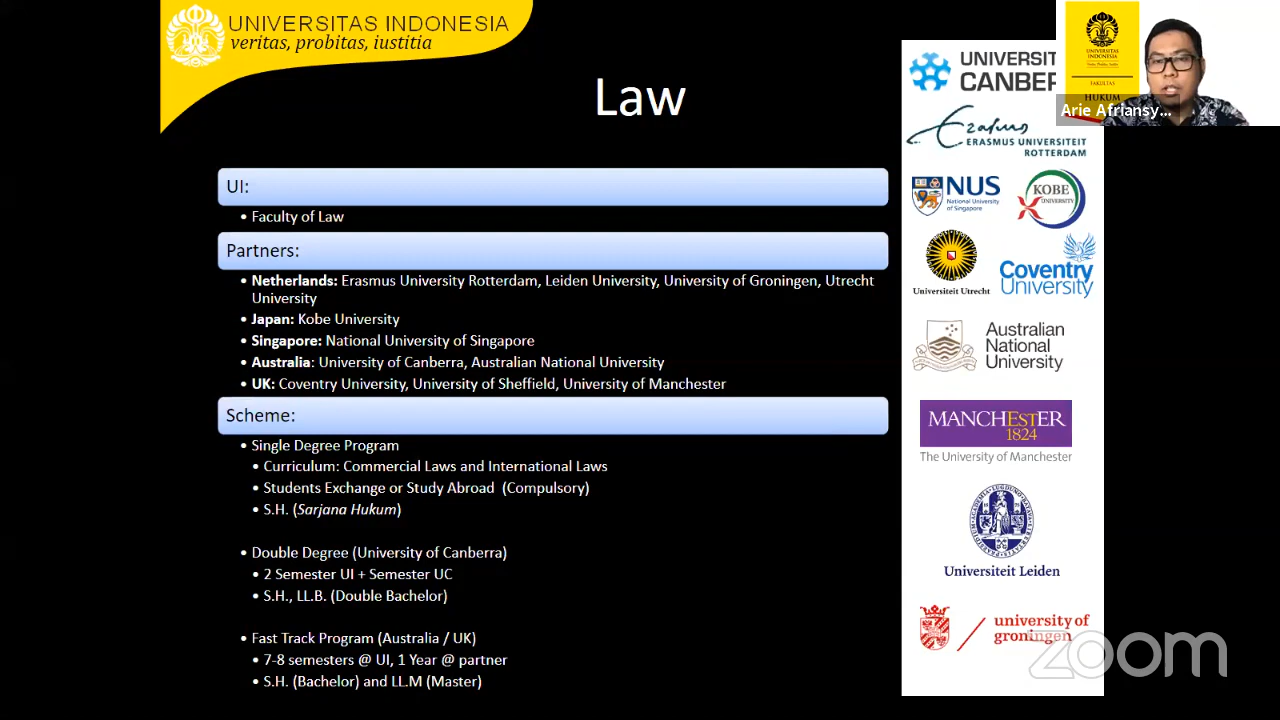 UNIVERSITAS INDONESIA
veritas, probitas, iustitia
Law
UI:
• Faculty of Law
Partners:
• Netherlands: Erasmus University Rotterdam, Leiden University, University of Groningen, Utrecht
University
• Japan: Kobe University
• Singapore: National University of Singapore
• Australia: University of Canberra, Australian National University
• UK: Coventry University, University of Sheffield, University of Manchester
Scheme:
• Single Degree Program
• Curriculum: Commercial Laws and International Laws
• Students Exchange or Study Abroad (Compulsory)
• S.H. (Sarjana Hukum)
• Double Degree (University of Canberra)
• 2 Semester UI + Semester UC
• S.H., LL.B. (Double Bachelor)
• Fast Track Program (Australia / UK)
• 7-8 semesters @ UI, 1 Year @ partner
• S.H. (Bachelor) and LL.M (Master)
UNIVERSIT
CANBER
Erasmus
ERASMUS UNIVERSITEIT
ROTTERDAM
NUS
National University
of Singapore
KOBE
UNIVERSITY
Universiteit Utrecht
Coventry
University
Australian
National
University
MANCHESTER
1824
The University of Manchester
Universiteit Leiden
university of
groningen
UNIVERSITAS
INDONESIA
FAKULTAS
HUKUM
Arie Afriansy...
zoom